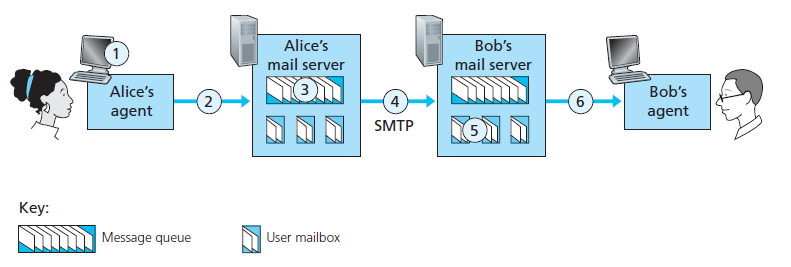 1
Alice's
agent
2
Alice's
mail server
3
4
SMTP
Bob's
mail server
5
6
Bob's
agent
Key:
Message queue
User mailbox